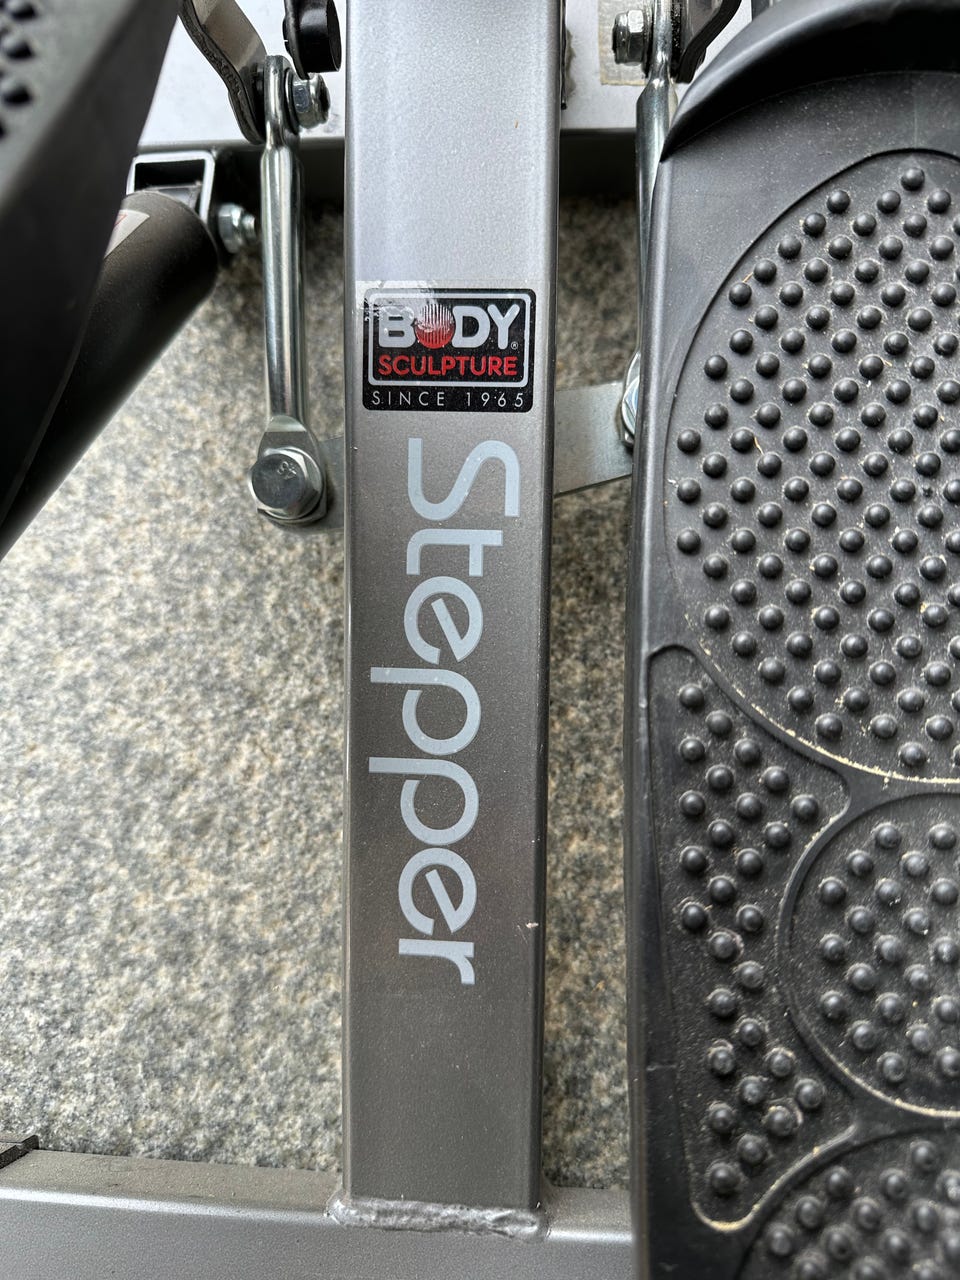 BODY®
SCULPTURE
SINCE 1965
Stepper